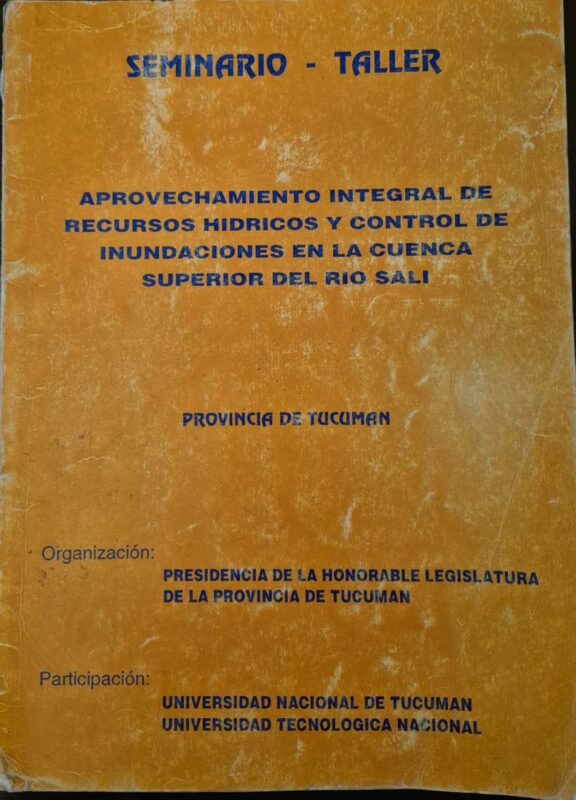 SEMINARIO - TALLER
APROVECHAMIENTO INTEGRAL DE
RECURSOS HIDRICOS Y CONTROL DE
INUNDACIONES EN LA CUENCA
SUPERIOR DEL RIO SALI
PROVINCIA DE TUCUMAN
Organización:
PRESIDENCIA DE LA HONORABLE LEGISLATURA
DE LA PROVINCIA DE TUCUMAN
Participación:
UNIVERSIDAD NACIONAL DE TUCUMAN
UNIVERSIDAD TECNOLOGICA NACIONAL